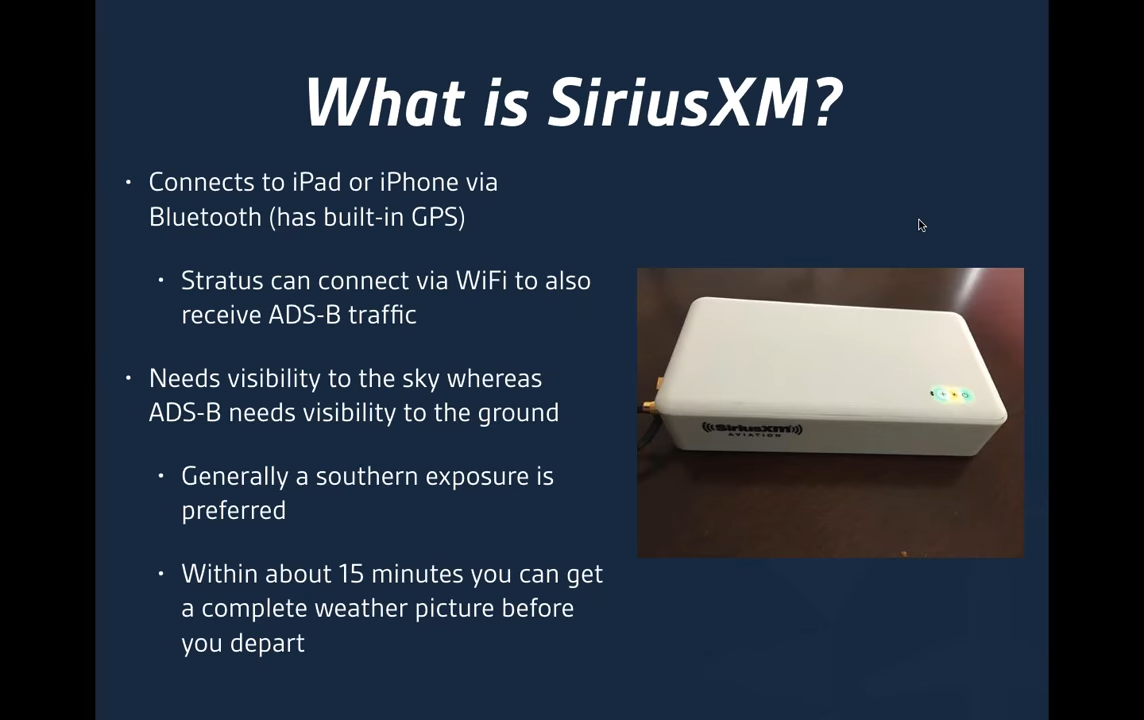 What is SiriusXM?
• Connects to iPad or iPhone via
Bluetooth (has built-in GPS)
• Stratus can connect via WiFi to also
receive ADS-B traffic
• Needs visibility to the sky whereas
ADS-B needs visibility to the ground
• Generally a southern exposure is
preferred
• Within about 15 minutes you can get
a complete weather picture before
you depart
((SiriusXM))
AVIATION